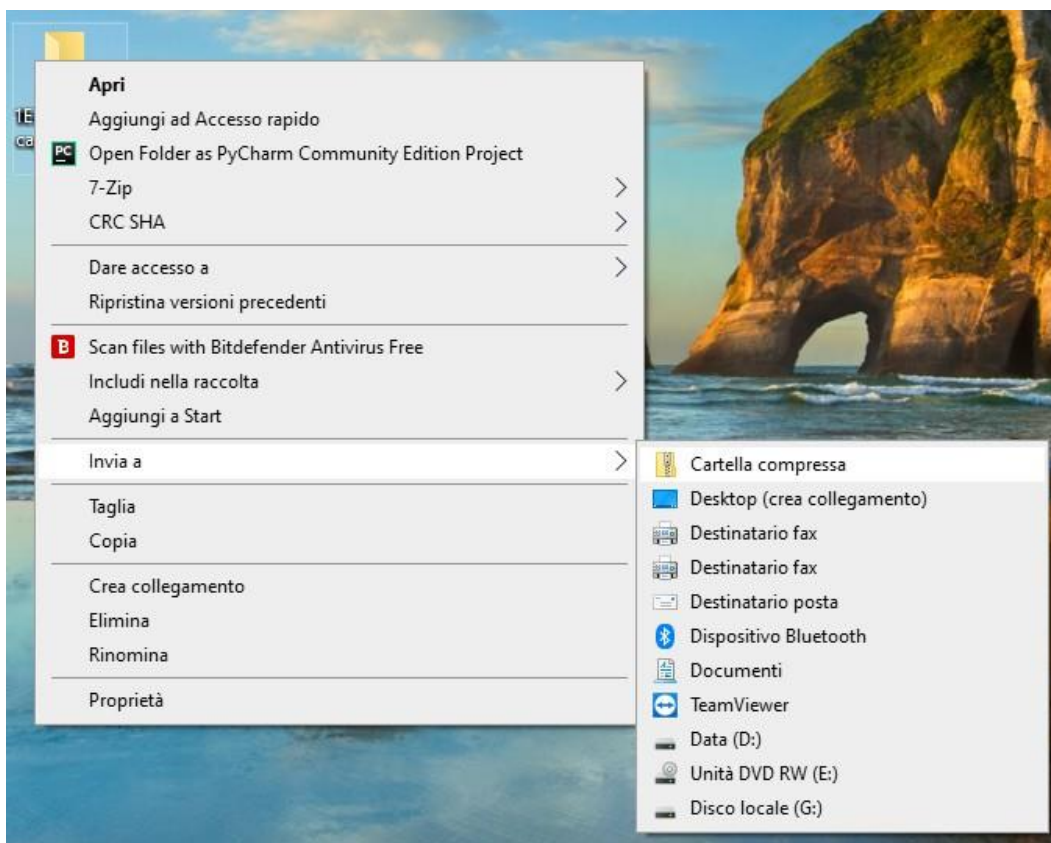 1E
ca
Apri
Aggiungi ad Accesso rapido
PC Open Folder as PyCharm Community Edition Project
7-Zip
CRC SHA
Dare accesso a
Ripristina versioni precedenti
B Scan files with Bitdefender Antivirus Free
Includi nella raccolta
Aggiungi a Start
Invia a
Taglia
Copia
Crea collegamento
Elimina
Rinomina
Proprietà
Cartella compressa
Desktop (crea collegamento)
Destinatario fax
Destinatario fax
Destinatario posta
Dispositivo Bluetooth
Documenti
TeamViewer
Data (D:)
Unità DVD RW (E:)
Disco locale (G:)